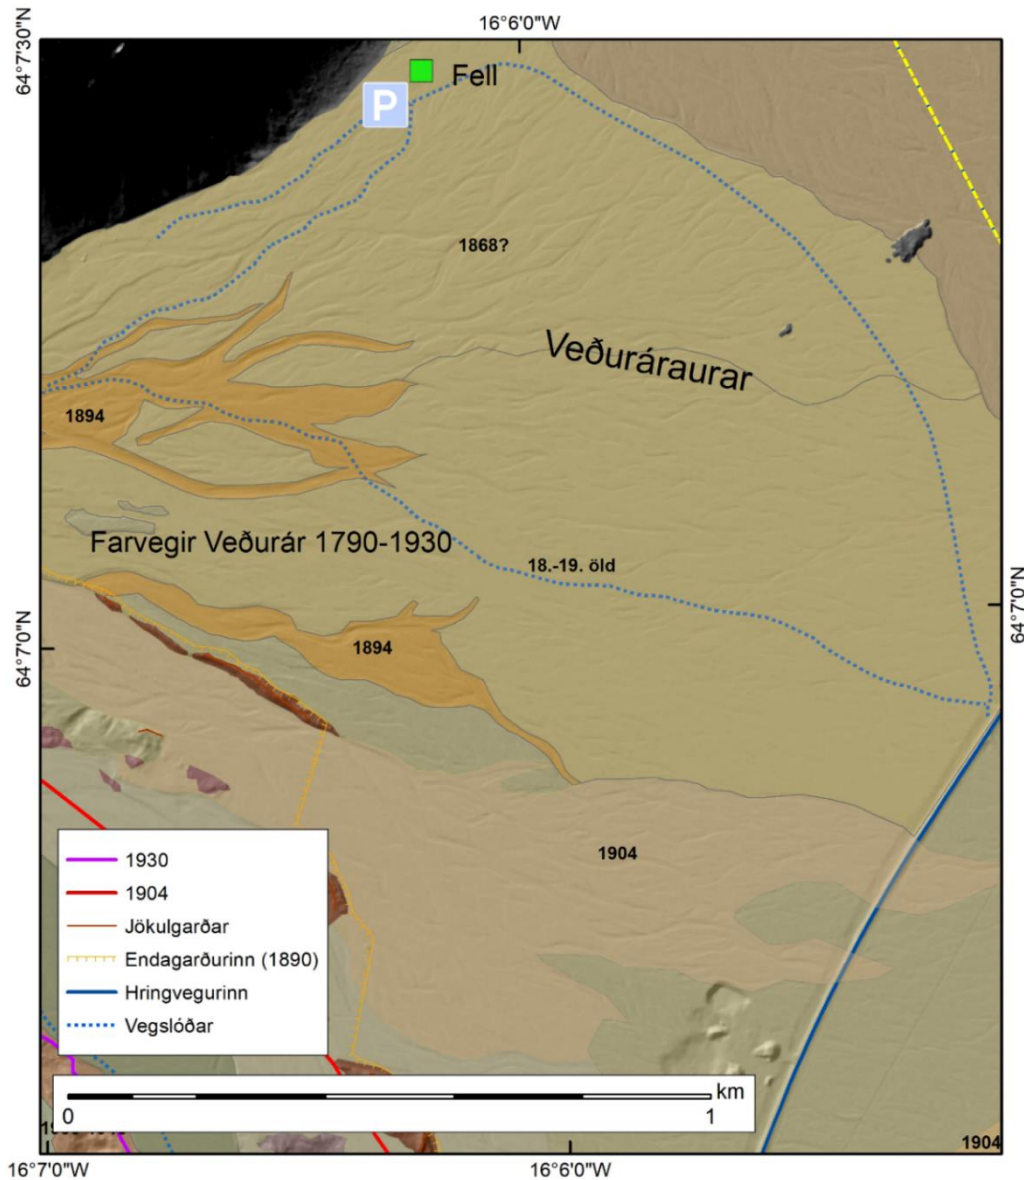 16°6'0"W
64°7'30"N
Fell
P
1868?
Veðuráraurar
1894
Farvegir Veðurár 1790-1930
18.-19. öld
64°7'0"N
64°7'0"N
1894
1904
1930
1904
Jökulgarðar
Endagarðurinn (1890)
Hringvegurinn
Vegslóðar
km
0 1
1904
16°7'0"W 16°6'0"W